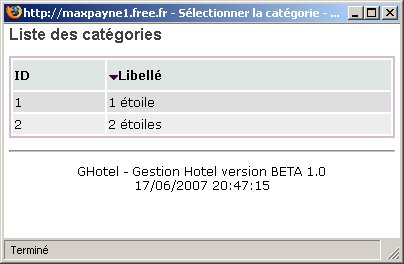 http://maxpayne1.free.fr - Sélectionner la catégorie - ...
Liste des catégories
ID Libellé
1 1 étoile
2 2 étoiles
GHotel - Gestion Hotel version BETA 1.0
17/06/2007 20:47:15
Terminé